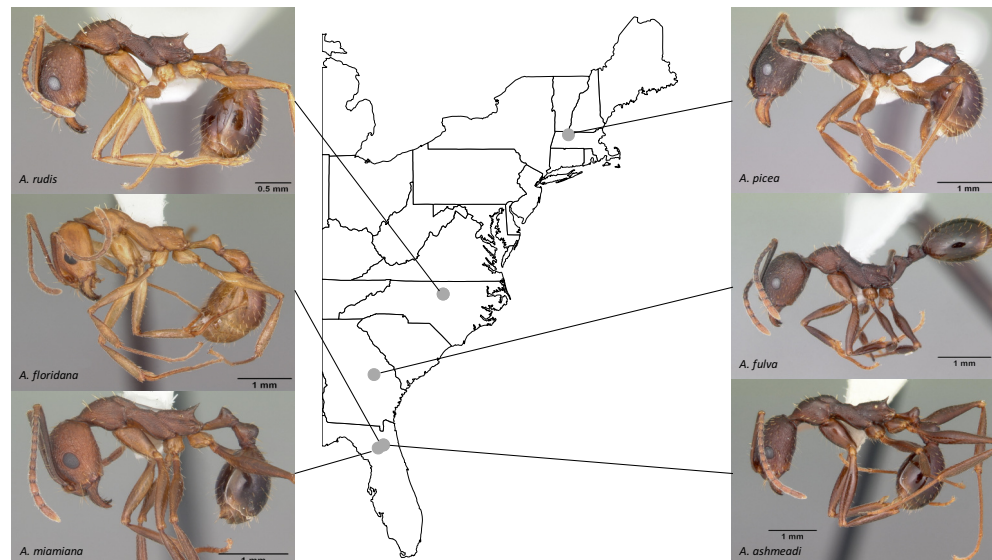 A. rudis
0.5 mm
A. picea
1 mm
A. floridana
1 mm
A. fulva
1 mm
A. miamiana
1 mm
A. ashmeadi
1 mm